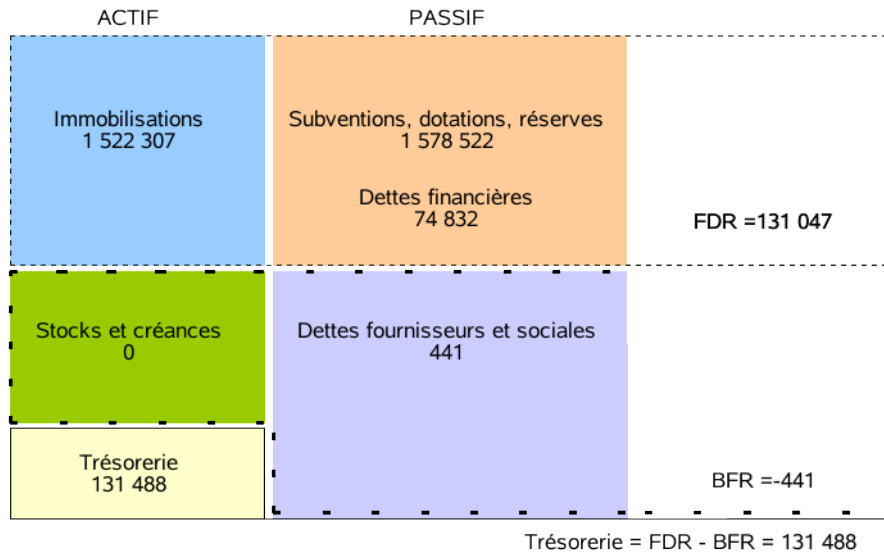 ACTIF
PASSIF
Immobilisations
1 522 307
Subventions, dotations, réserves
1 578 522
Dettes financières
74 832
FDR =131 047
Stocks et créances
0
Dettes fournisseurs et sociales
441
Trésorerie
131 488
BFR =-441
Trésorerie = FDR - BFR = 131 488